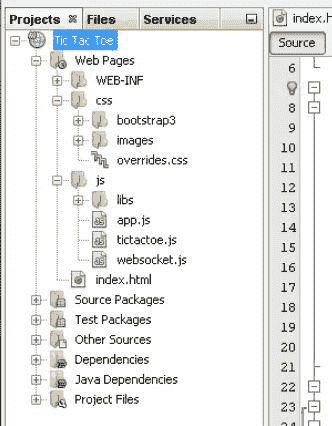 Projects Files Services
Tic Tac Toe
Web Pages
WEB-INF
css
bootstrap3
images
overrides.css
js
libs
app.js
tictactoe.js
websocket.js
index.html
Source Packages
Test Packages
Other Sources
Dependencies
Java Dependencies
Project Files
index.h
Source
6
8
9
10
11
12
13
14
15
16
17
18
19
20
21
22
23